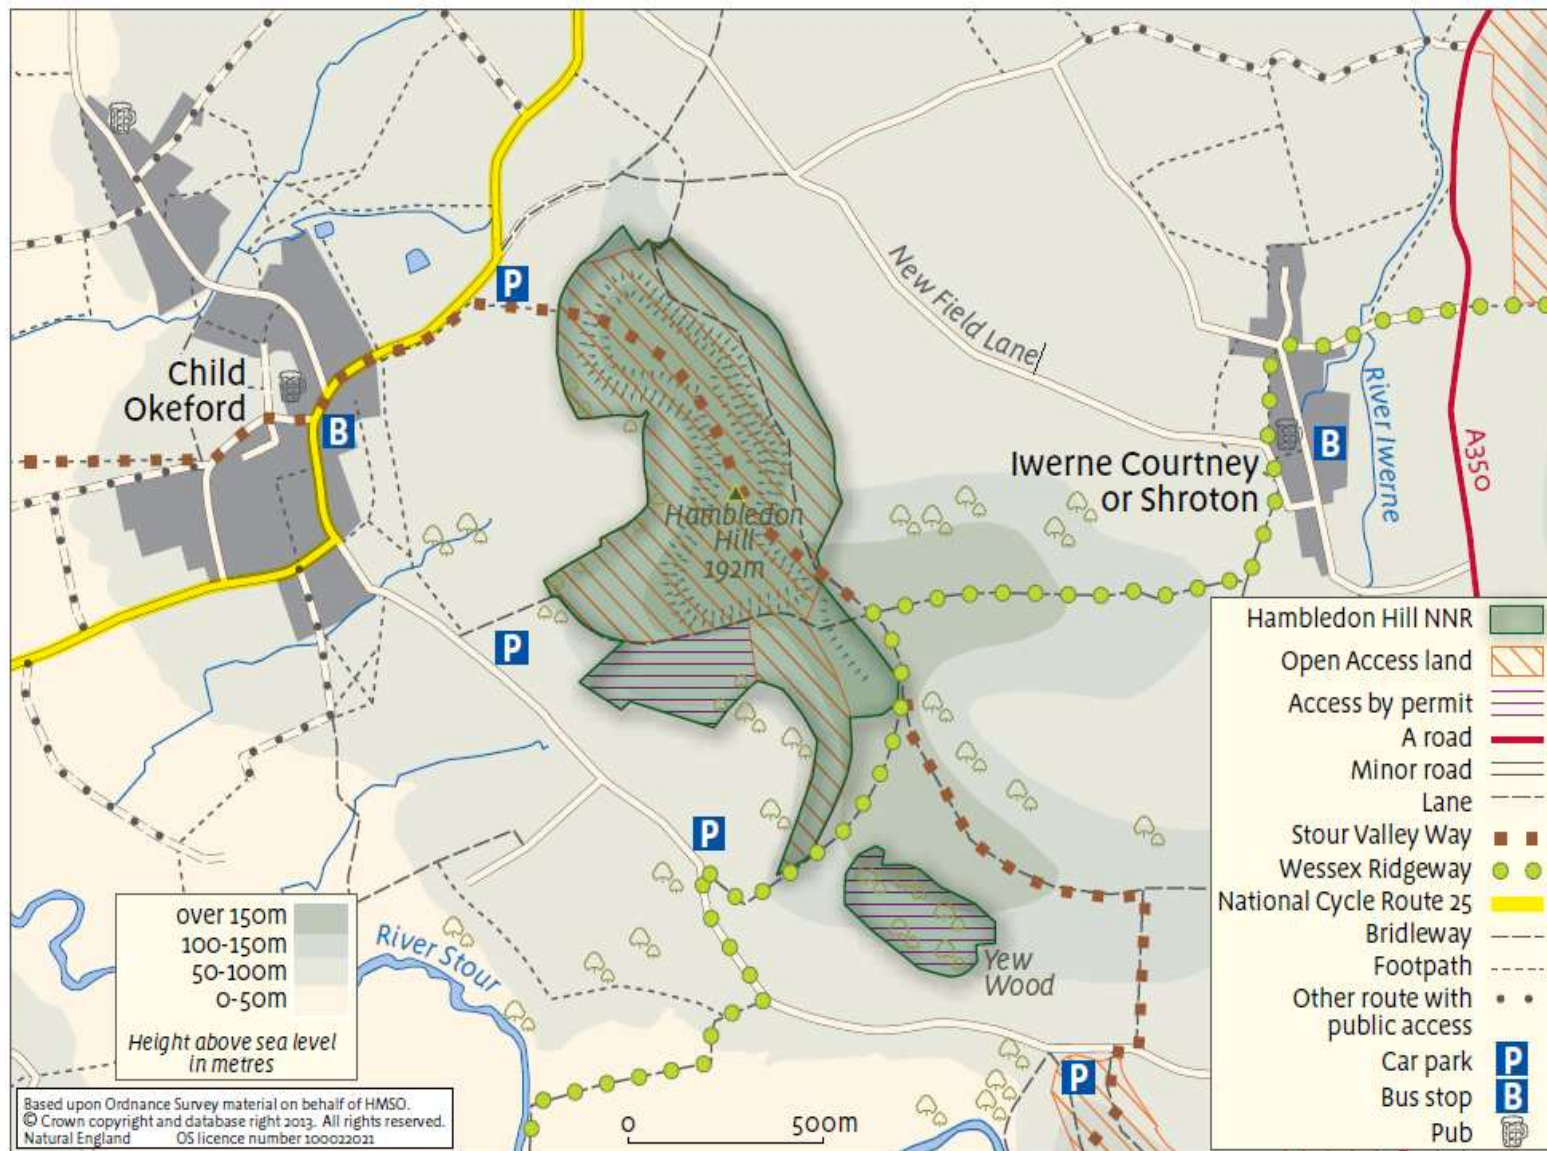 P
New Field Lane
Child
Okeford
B
B
River Iwerne
A350
Iwerne Courtney
or Shroton
Hambledon
Hill
192m
P
P
River Stour
Yew
Wood
P
Hambledon Hill NNR
Open Access land
Access by permit
A road
Minor road
Lane
Stour Valley Way
Wessex Ridgeway
National Cycle Route 25
Bridleway
Footpath
Other route with
public access
Car park P
Bus stop B
Pub
over 150m
100-150m
50-100m
0-50m
Height above sea level
in metres
Based upon Ordnance Survey material on behalf of HMSO.
© Crown copyright and database right 2013. All rights reserved.
Natural England OS licence number 100022021
0 500m